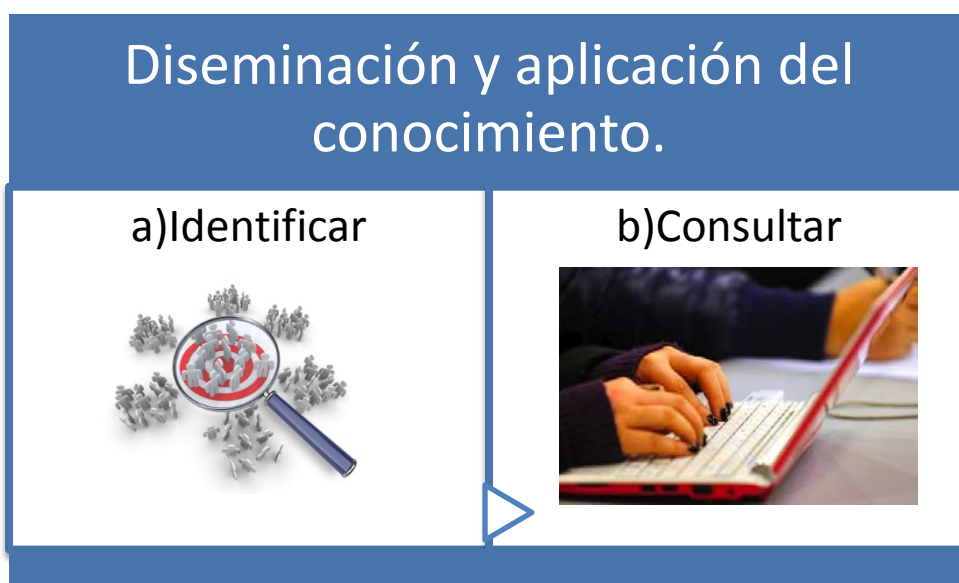 Diseminación y aplicación del
conocimiento.
a)Identificar
b)Consultar